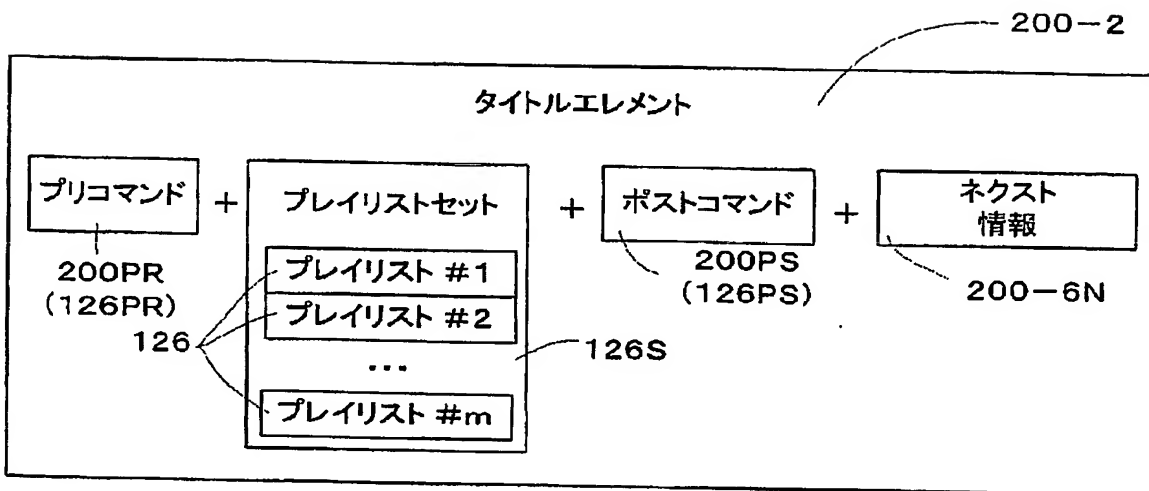 200-2
タイトルエレメント
プリコマンド
+
プレイリストセット
+
ポストコマンド
+
ネクスト
情報
200PR
(126PR)
プレイリスト #1
プレイリスト #2
...
プレイリスト #m
126
126S
200PS
(126PS)
200-6N